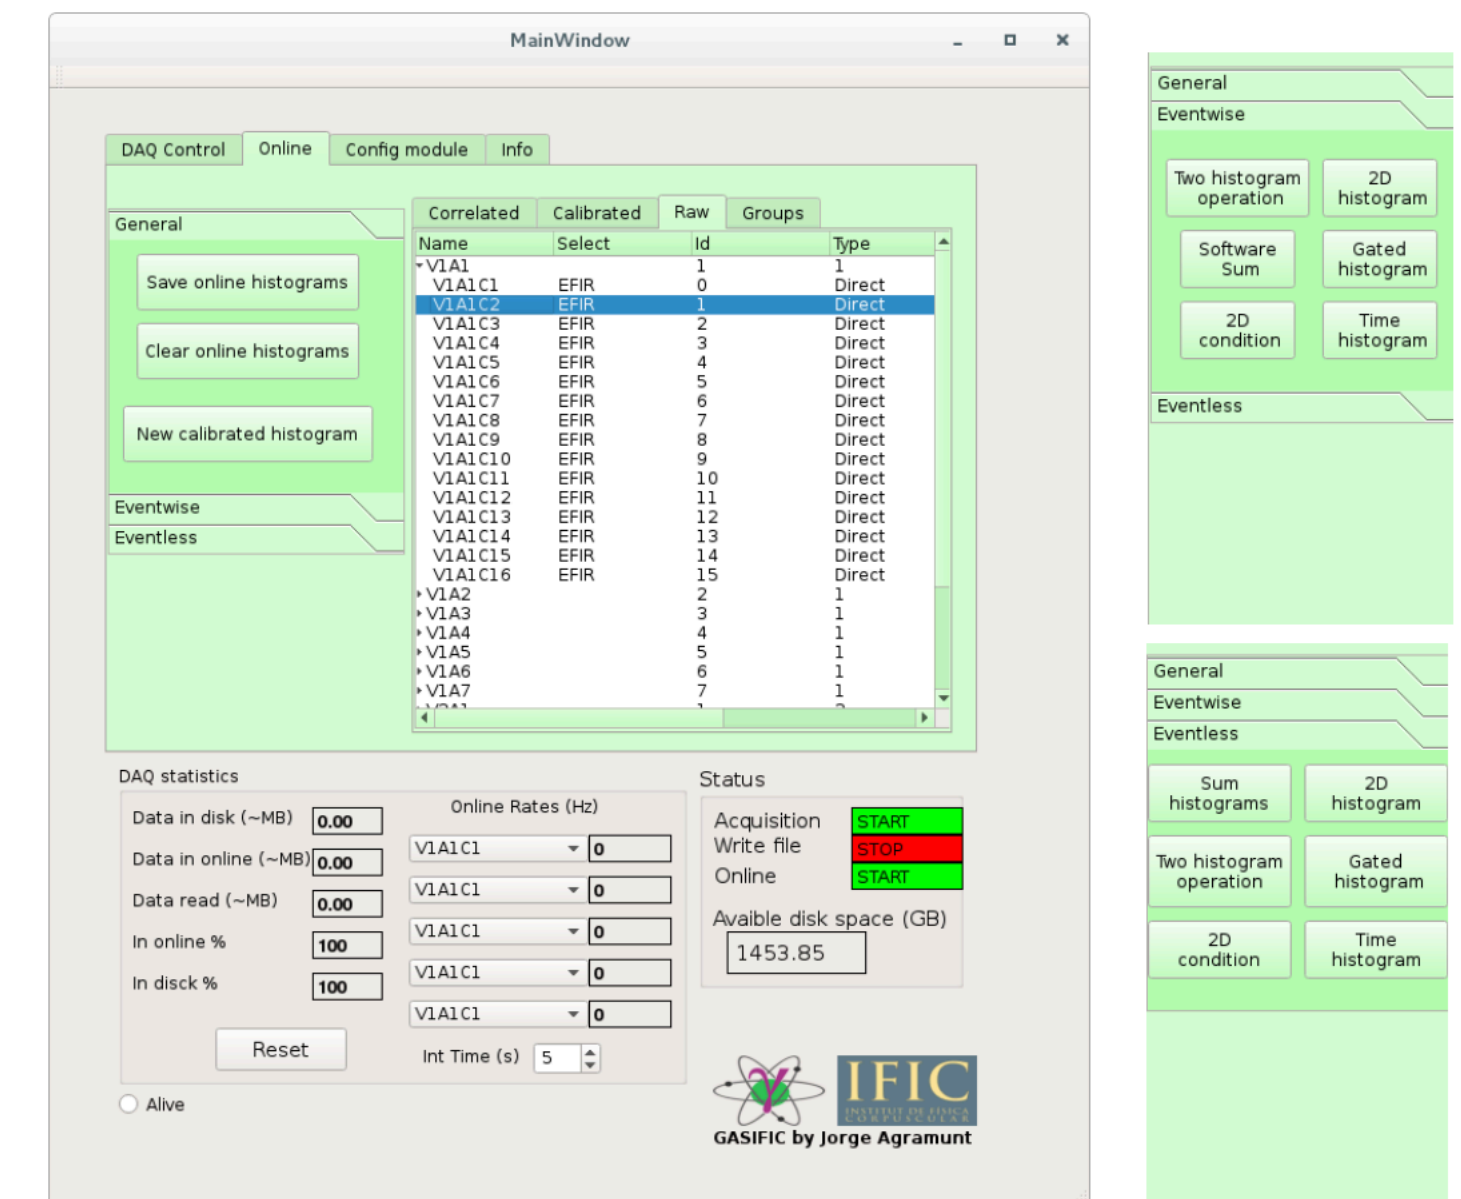 MainWindow
DAQ Control Online Config module Info
General
Save online histograms
Clear online histograms
New calibrated histogram
Eventwise
Eventless
Correlated Calibrated Raw Groups
Name Select Id Type
V1A1 1 1
V1A1C1 EFIR 0 Direct
V1A1C2 EFIR 1 Direct
V1A1C3 EFIR 2 Direct
V1A1C4 EFIR 3 Direct
V1A1C5 EFIR 4 Direct
V1A1C6 EFIR 5 Direct
V1A1C7 EFIR 6 Direct
V1A1C8 EFIR 7 Direct
V1A1C9 EFIR 8 Direct
V1A1C10 EFIR 9 Direct
V1A1C11 EFIR 10 Direct
V1A1C12 EFIR 11 Direct
V1A1C13 EFIR 12 Direct
V1A1C14 EFIR 13 Direct
V1A1C15 EFIR 14 Direct
V1A1C16 EFIR 15 Direct
V1A2 2 1
V1A3 3 1
V1A4 4 1
V1A5 5 1
V1A6 6 1
V1A7 7 1
DAQ statistics
Data in disk (~MB) 0.00
Data in online (~MB) 0.00
Data read (~MB) 0.00
In online % 100
In disck % 100
Reset
Online Rates (Hz)
V1A1C1 0
V1A1C1 0
V1A1C1 0
V1A1C1 0
V1A1C1 0
Int Time (s) 5
Alive
Status
Acquisition START
Write file STOP
Online START
Avaible disk space (GB)
1453.85
γ
IFIC
INSTITUT DE FÍSICA
CORPUSCULAR
GASIFIC by Jorge Agramunt
General
Eventwise
Two histogram
operation
2D
histogram
Software
Sum
Gated
histogram
2D
condition
Time
histogram
Eventless
General
Eventwise
Eventless
Sum
histograms
2D
histogram
Two histogram
operation
Gated
histogram
2D
condition
Time
histogram